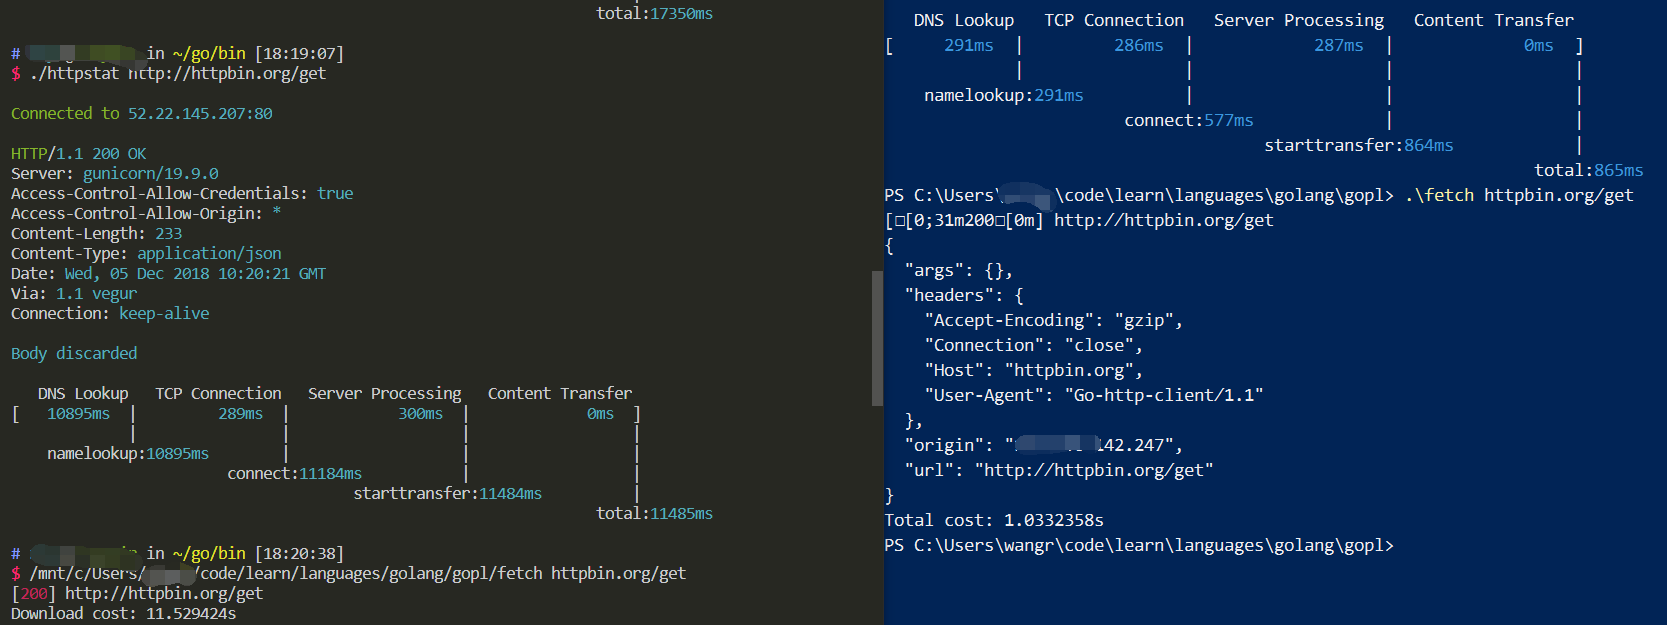 total:17350ms
# in ~/go/bin [18:19:07]
$ ./httpstat http://httpbin.org/get
Connected to 52.22.145.207:80
HTTP/1.1 200 OK
Server: gunicorn/19.9.0
Access-Control-Allow-Credentials: true
Access-Control-Allow-Origin: *
Content-Length: 233
Content-Type: application/json
Date: Wed, 05 Dec 2018 10:20:21 GMT
Via: 1.1 vegur
Connection: keep-alive
Body discarded
DNS Lookup   TCP Connection   Server Processing   Content Transfer
[   10895ms  |         289ms  |            300ms  |             0ms  ]
|                |                   |                  |
namelookup:10895ms        |                   |                  |
connect:11184ms           |                  |
starttransfer:11484ms          |
total:11485ms
# in ~/go/bin [18:20:38]
$ /mnt/c/Users/ /code/learn/languages/golang/gopl/fetch httpbin.org/get
[200] http://httpbin.org/get
Download cost: 11.529424s
DNS Lookup   TCP Connection   Server Processing   Content Transfer
[     291ms  |         286ms  |            287ms  |             0ms  ]
|                |                   |                  |
namelookup:291ms          |                   |                  |
connect:577ms             |                  |
starttransfer:864ms            |
total:865ms
PS C:\Users\ \code\learn\languages\golang\gopl> .\fetch httpbin.org/get
[□[0;31m200□[0m] http://httpbin.org/get
{
"args": {},
"headers": {
"Accept-Encoding": "gzip",
"Connection": "close",
"Host": "httpbin.org",
"User-Agent": "Go-http-client/1.1"
},
"origin": " 142.247",
"url": "http://httpbin.org/get"
}
Total cost: 1.0332358s
PS C:\Users\wangr\code\learn\languages\golang\gopl>